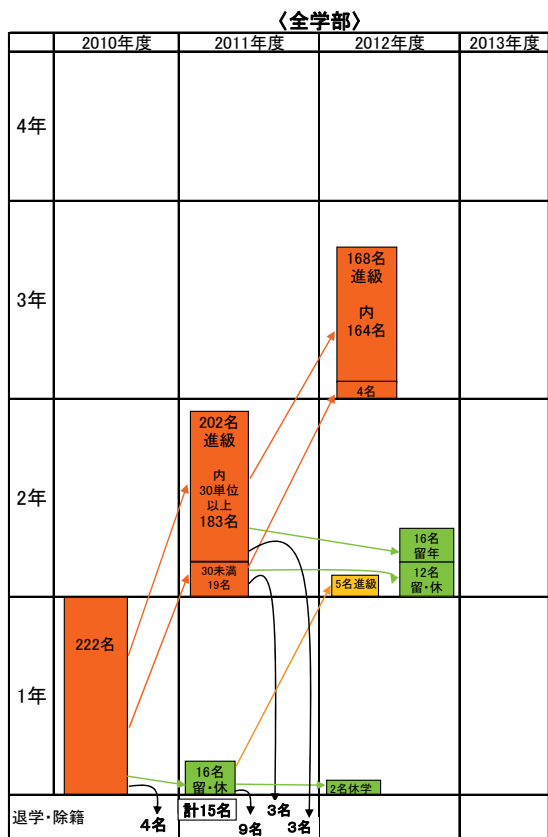 〈全学部〉
2010年度 2011年度 2012年度 2013年度
4年
3年
168名
進級
内
164名
4名
2年
202名
進級
内
30単位
以上
183名
30未満
19名
16名
留年
5名進級
12名
留・休
1年
222名
16名
留・休
2名休学
退学・除籍
4名
計15名
9名
3名
3名